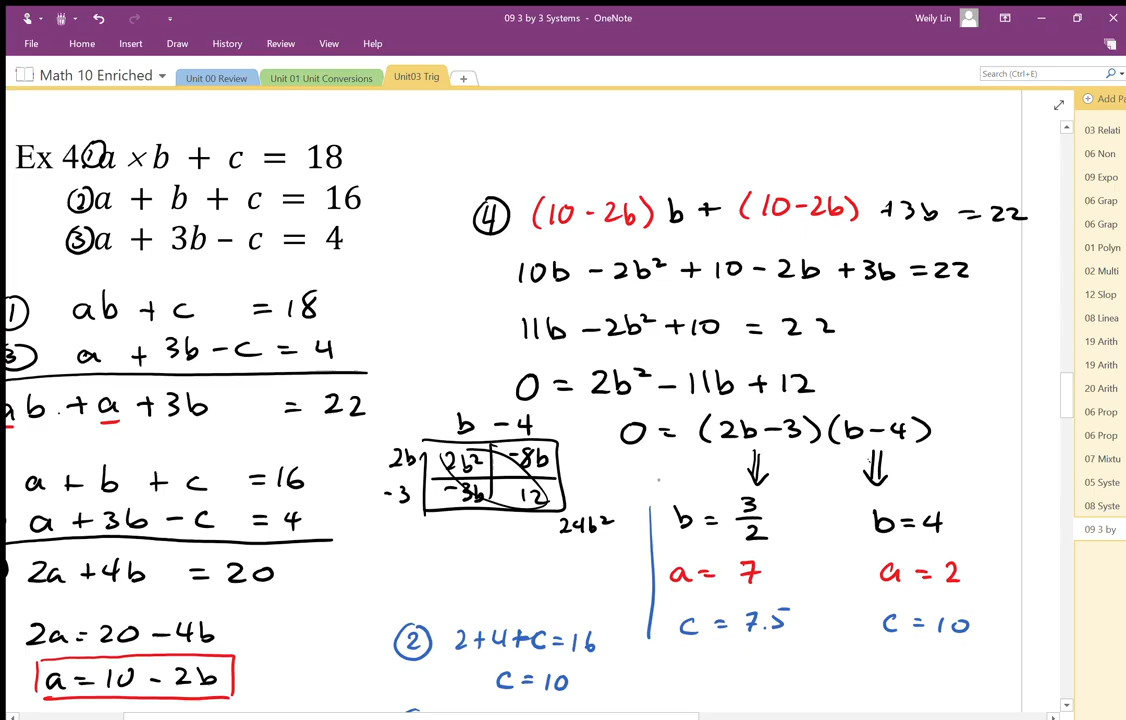 09 3 by 3 Systems - OneNote
Weily Lin
File Home Insert Draw History Review View Help
Math 10 Enriched
Unit 00 Review
Unit 01 Unit Conversions
Unit03 Trig
Search (Ctrl+E)
Add Pa
03 Relati
06 Non
09 Expo
06 Grap
06 Grap
01 Polyn
02 Multi
12 Slop
08 Linea
19 Arith
19 Arith
20 Arith
06 Prop
06 Prop
07 Mixtu
05 Syste
08 Syste
09 3 by
Ex 4: ① a × b + c = 18
② a + b + c = 16
③ a + 3b – c = 4
① ab + c = 18
③ a + 3b - c = 4
ab + a + 3b = 22
a + b + c = 16
a + 3b - c = 4
2a + 4b = 20
2a = 20 - 4b
a = 10 - 2b
④ (10 - 2b) b + (10 - 2b) + 3b = 22
10b - 2b² + 10 - 2b + 3b = 22
11b - 2b² + 10 = 22
0 = 2b² - 11b + 12
0 = (2b - 3)(b - 4)
b - 4
2b 2b² -8b
-3 -3b 12
24b²
b = 3/2 b = 4
a = 7 a = 2
c = 7.5 c = 10
② 2 + 4 + c = 16
c = 10